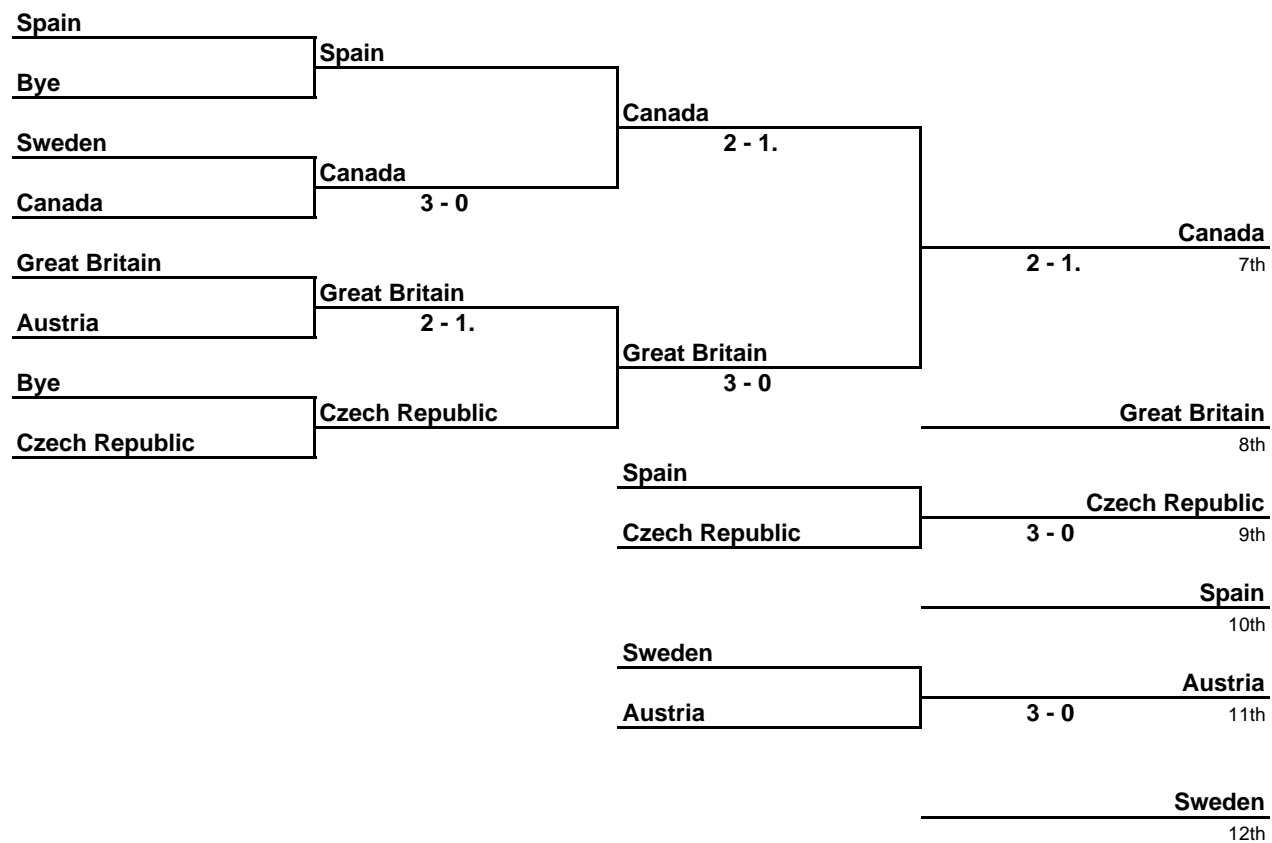 Spain
Spain
Bye
Canada
2 - 1.
Sweden
Canada
3 - 0
Canada
Canada
2 - 1.
7th
Great Britain
Great Britain
2 - 1.
Austria
Great Britain
3 - 0
Bye
Czech Republic
Great Britain
8th
Czech Republic
Spain
Czech Republic
3 - 0
9th
Czech Republic
Spain
10th
Sweden
Austria
3 - 0
11th
Austria
Sweden
12th